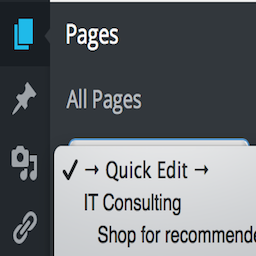 Pages
All Pages
✓ → Quick Edit →
IT Consulting
Shop for recommende